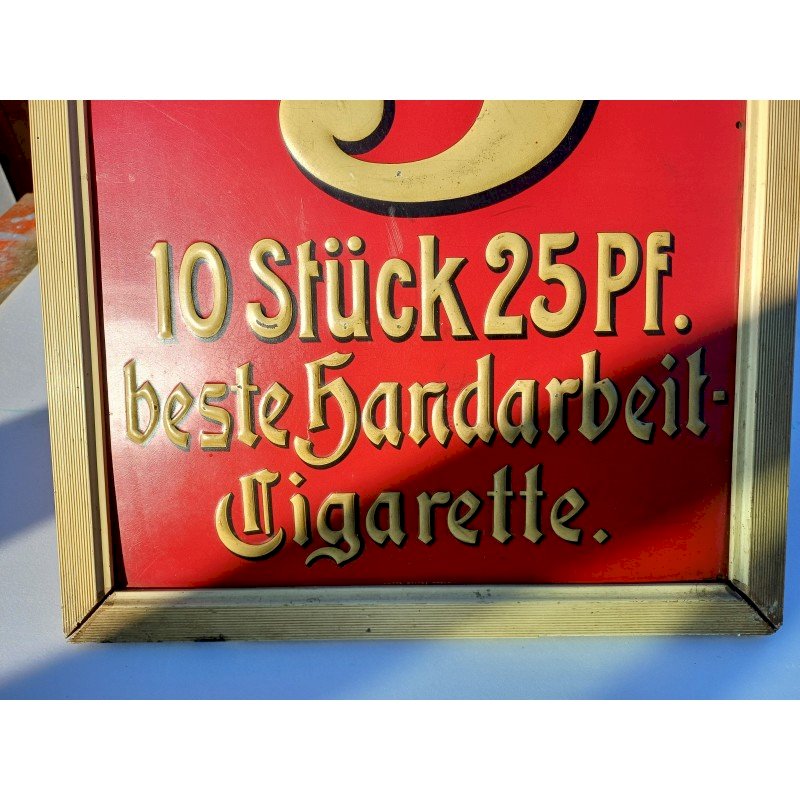 10 Stück 25 Pf.
beste Handarbeit-
Cigarette.